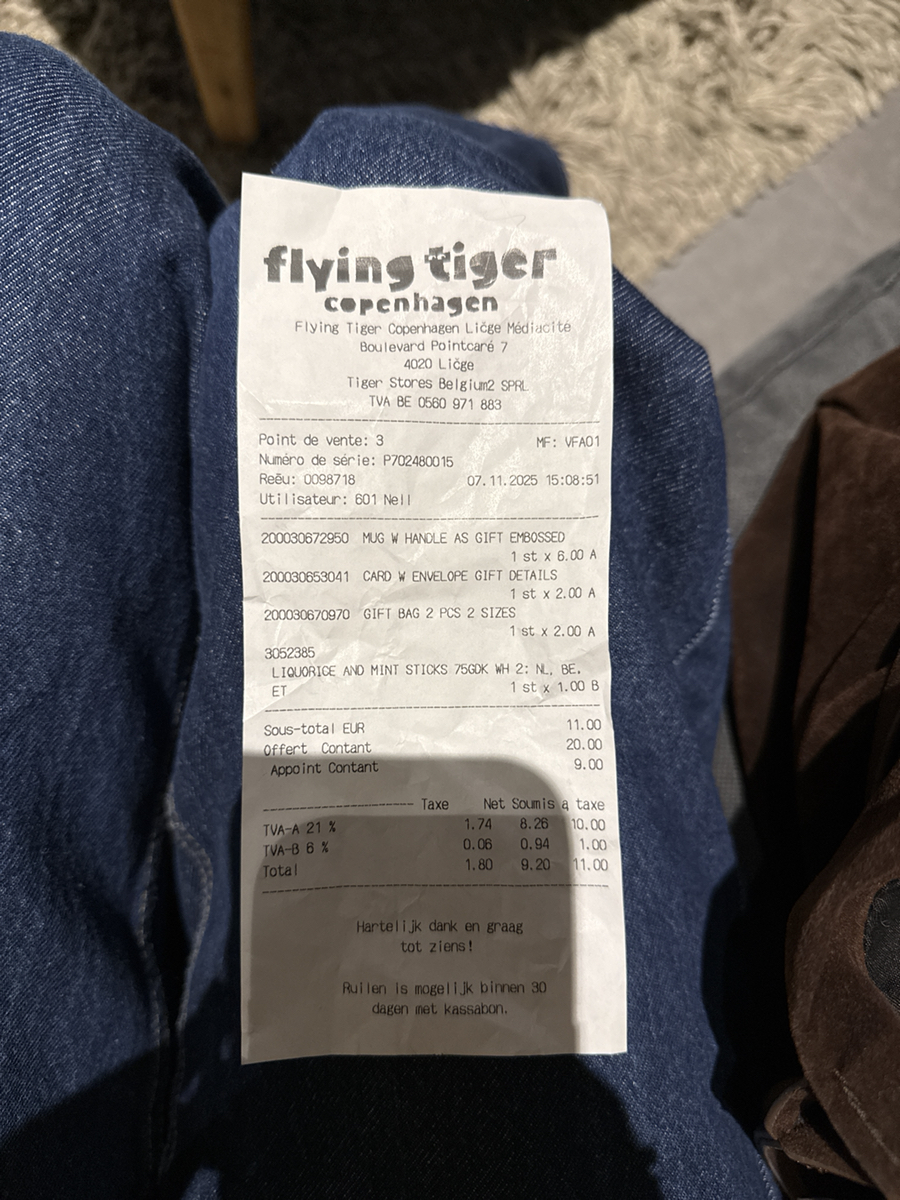 flying tiger
copenhagen
Flying Tiger CopenhagenLičge Médiacité
Boulevard Pointcaré 7
4020 Ličge
Tiger Stores Belgium2 SPRL
TVA BE 0560 971 883
Point de vente: 3 MF: VFA01
Numéro de série: P702480015
Reěu: 0098718 07.11.2025 15:08:51
Utilisateur: 601 Nell
200030672950 MUG W HANDLE AS GIFT EMBOSSED
1 st x 6.00 A
200030653041 CARD W ENVELOPE GIFT DETAILS
1 st x 2.00 A
200030670970 GIFT BAG 2 PCS 2 SIZES
1 st x 2.00 A
3052385
LIQUORICE AND MINT STICKS 75GDK WH 2: NL, BE,
ET 1 st x 1.00 B
Sous-total EUR 11.00
Offert Contant 20.00
Appoint Contant 9.00
Taxe Net Soumis a taxe
TVA-A 21 % 1.74 8.26 10.00
TVA-B 6 % 0.06 0.94 1.00
Total 1.80 9.20 11.00
Hartelijk dank en graag
tot ziens!
Ruilen is mogelijk binnen 30
dagen met kassabon.